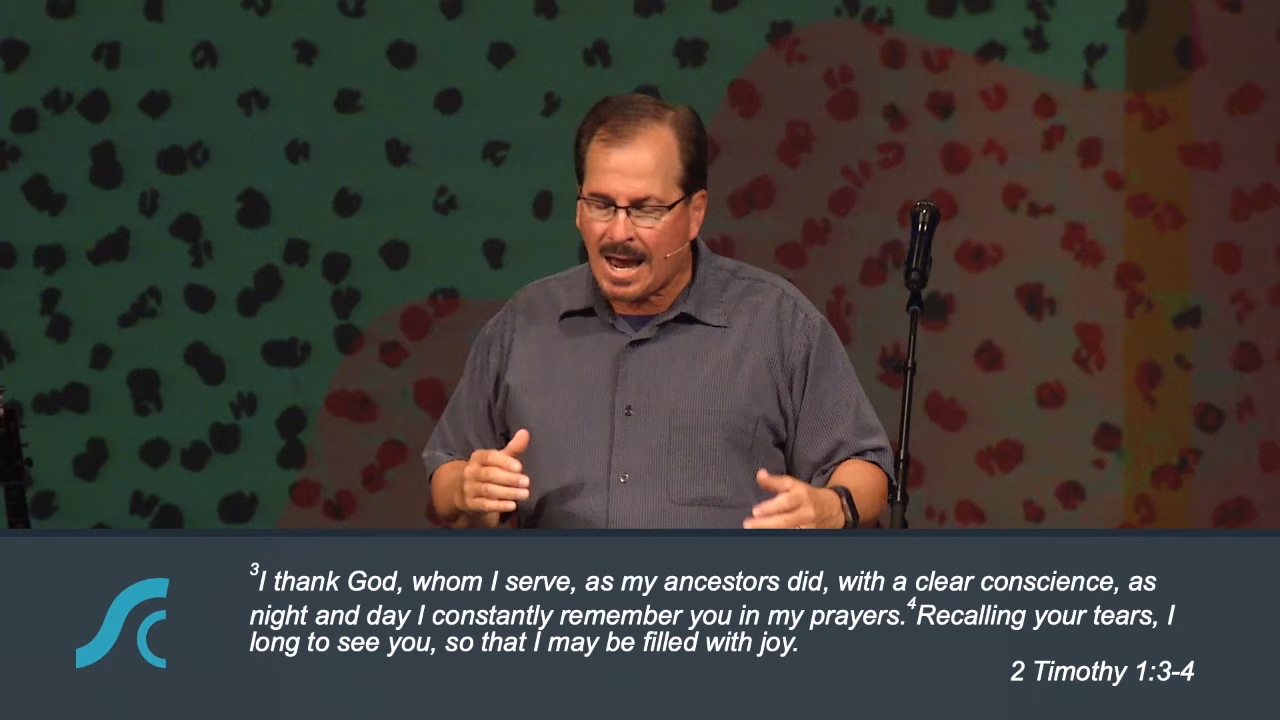 ³I thank God, whom I serve, as my ancestors did, with a clear conscience, as
night and day I constantly remember you in my prayers.⁴Recalling your tears, I
long to see you, so that I may be filled with joy.
2 Timothy 1:3-4